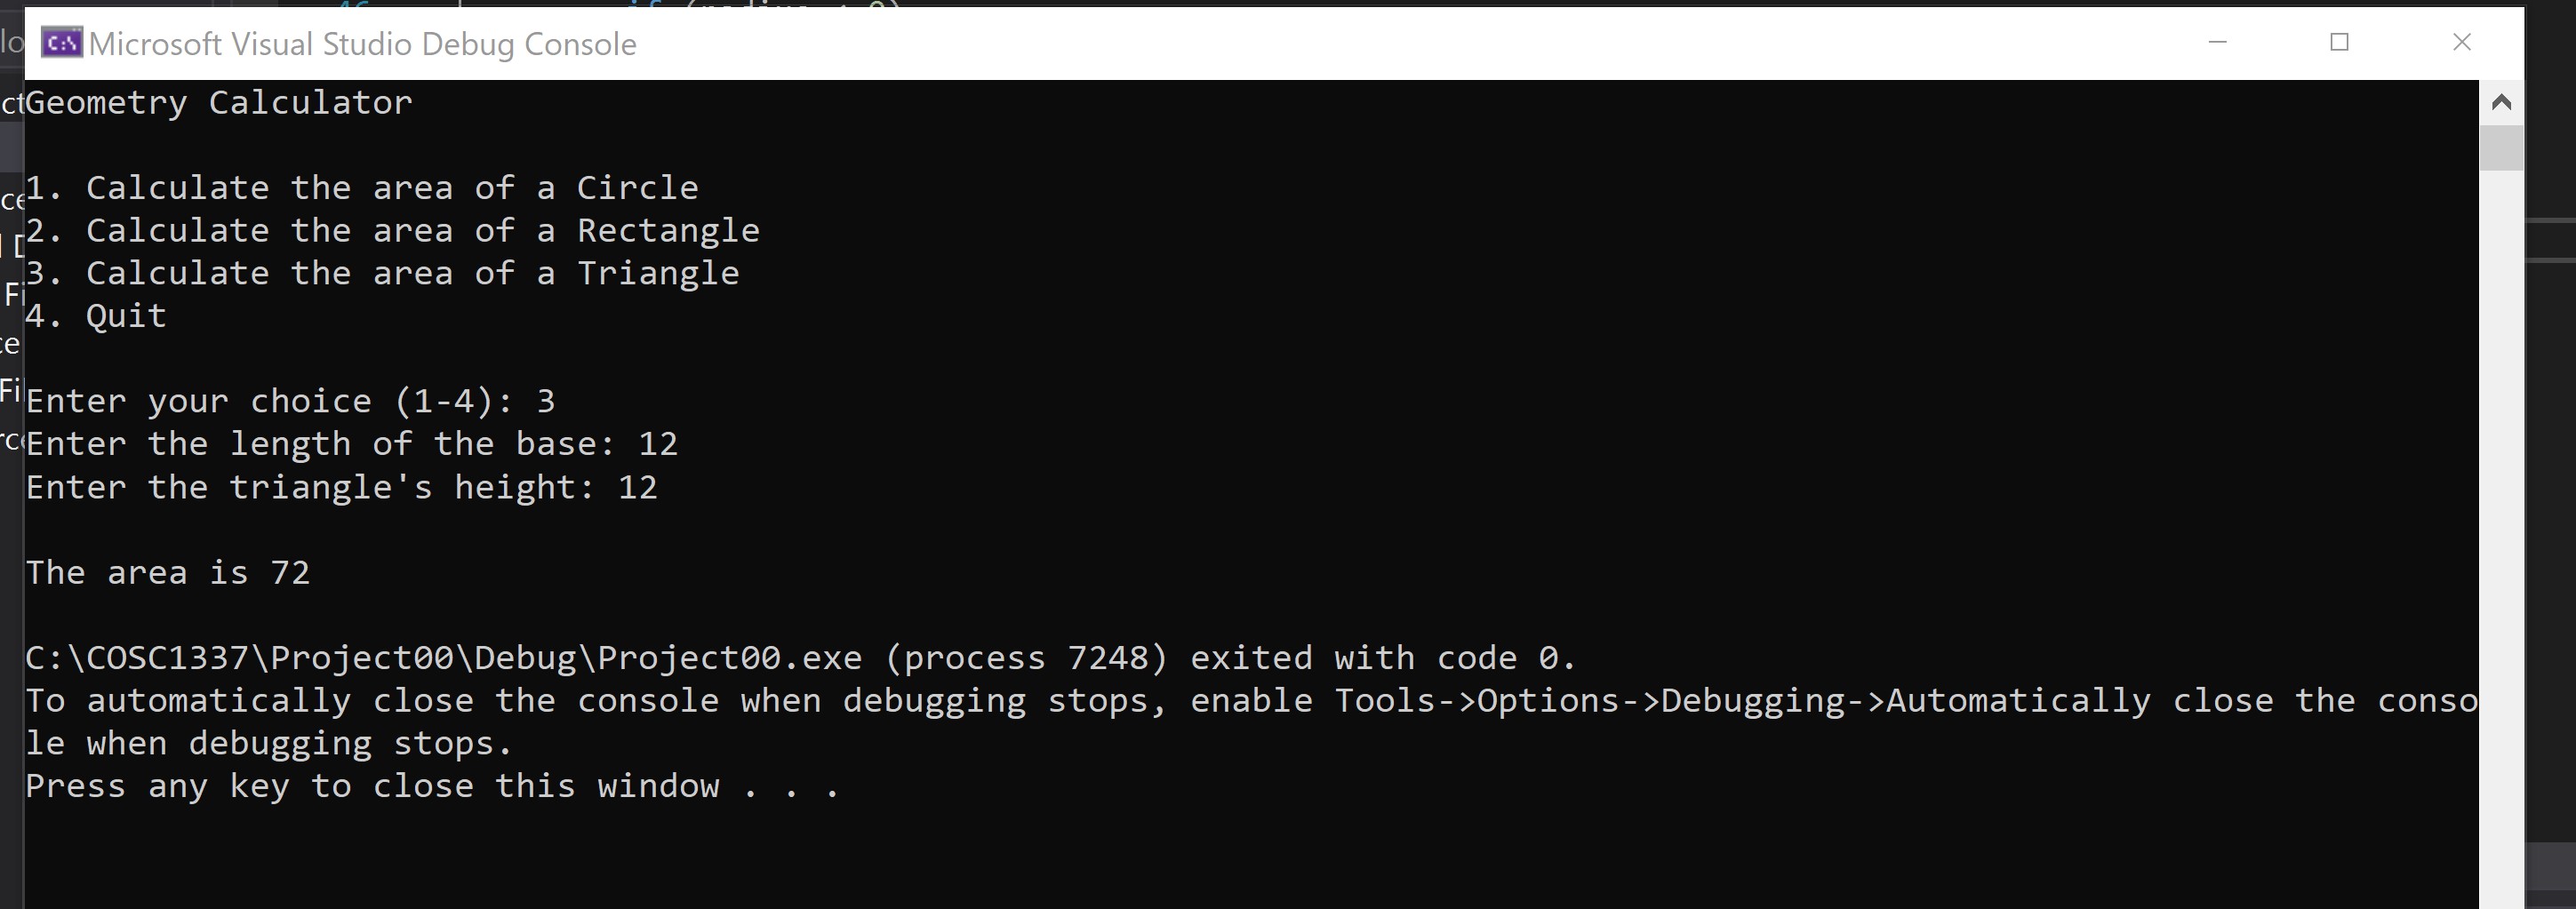 Microsoft Visual Studio Debug Console
Geometry Calculator
1. Calculate the area of a Circle
2. Calculate the area of a Rectangle
3. Calculate the area of a Triangle
4. Quit
Enter your choice (1-4): 3
Enter the length of the base: 12
Enter the triangle's height: 12
The area is 72
C:\COSC1337\Project00\Debug\Project00.exe (process 7248) exited with code 0.
To automatically close the console when debugging stops, enable Tools->Options->Debugging->Automatically close the conso
le when debugging stops.
Press any key to close this window . . .